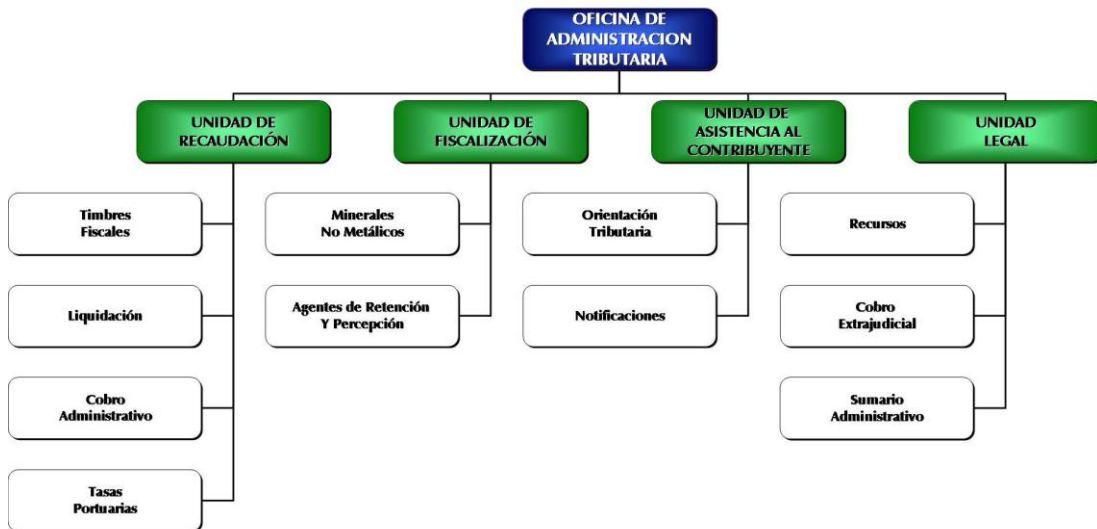 OFICINA DE
ADMINISTRACION
TRIBUTARIA
UNIDAD DE
RECAUDACIÓN
UNIDAD DE
FISCALIZACIÓN
UNIDAD DE
ASISTENCIA AL
CONTRIBUYENTE
UNIDAD
LEGAL
Timbres
Fiscales
Liquidación
Cobro
Administrativo
Tasas
Portuarias
Minerales
No Metálicos
Agentes de Retención
Y Percepción
Orientación
Tributaria
Notificaciones
Recursos
Cobro
Extrajudicial
Sumario
Administrativo